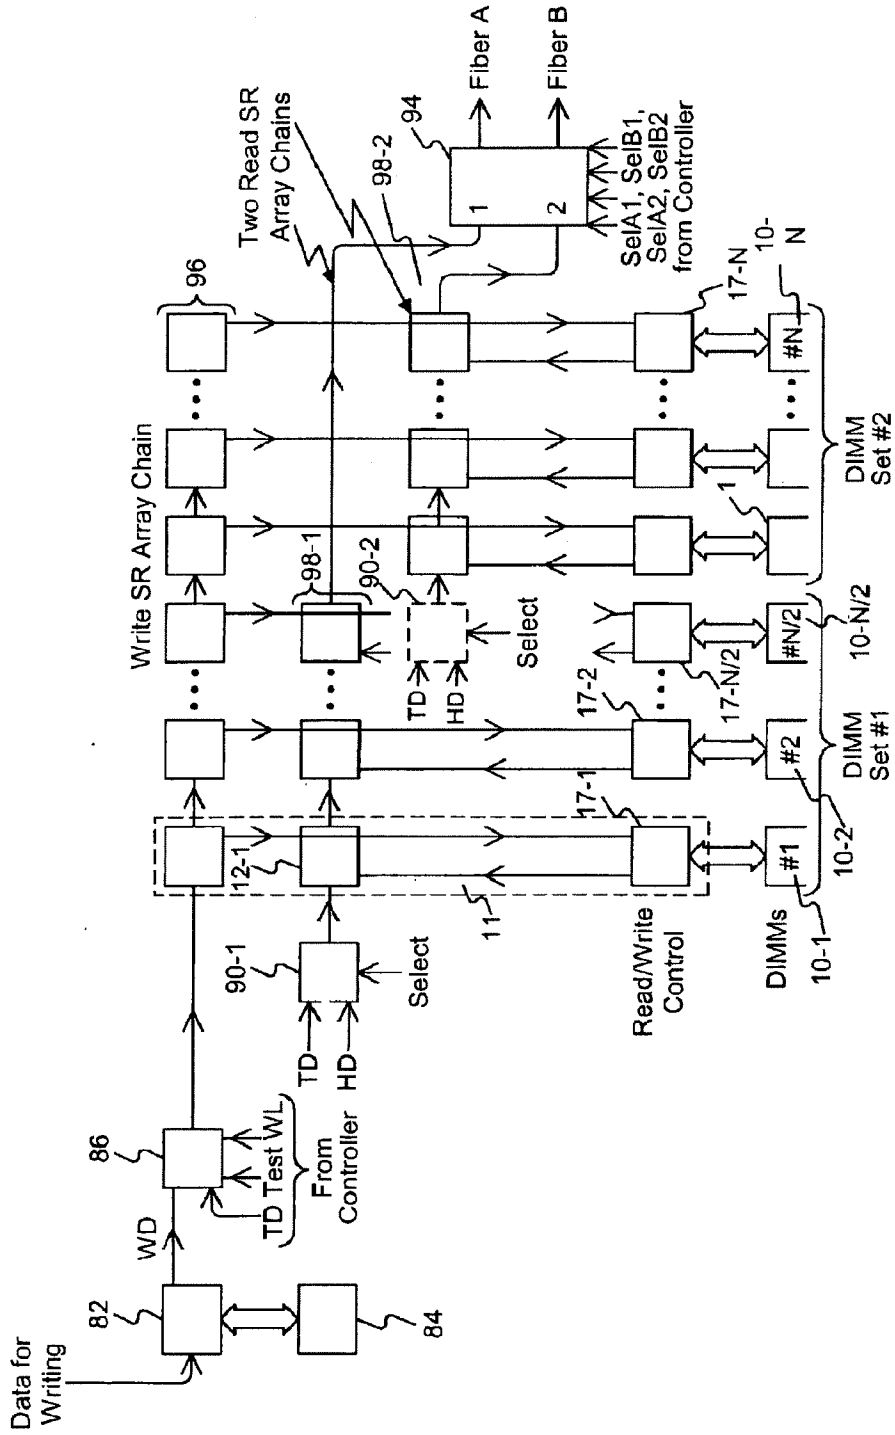 Data for
Writing
82
84
WD
86
TD Test WL
From
Controller
90-1
TD
HD
Select
Write SR Array Chain
96
12-1
11
98-1
90-2
TD
HD
Select
Two Read SR
Array Chains
98-2
94
1
2
Fiber A
Fiber B
SelA1, SelB1,
SelA2, SelB2
from Controller
Read/Write
Control
17-1
17-2
17-N/2
17-N
1
DIMMs
#1
#2
#N/2
#N
10-1
10-2
10-N/2
10-
N
DIMM
Set #1
DIMM
Set #2